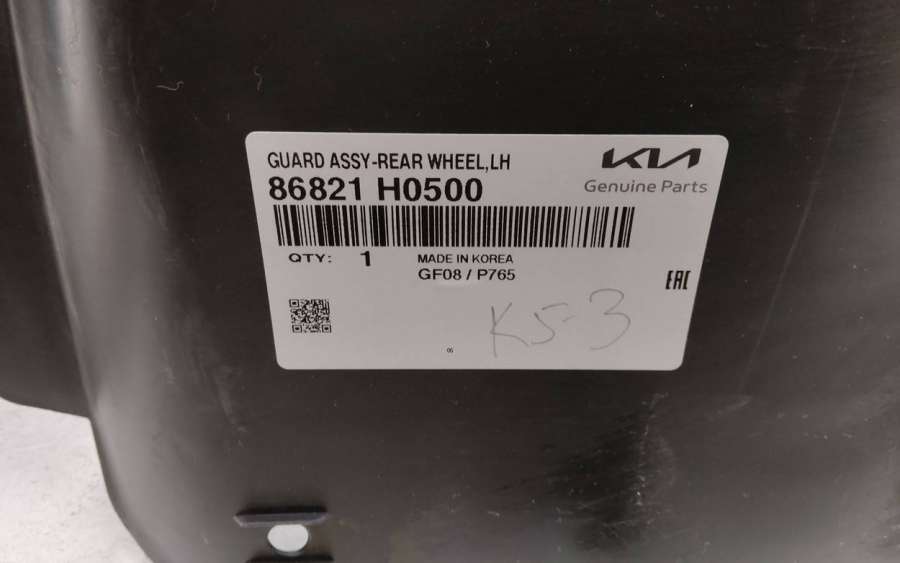 GUARD ASSY-REAR WHEEL,LH
KIA
86821 H0500
Genuine Parts
QTY: 1
MADE IN KOREA
GF08 / P765
EAC
K5-3
05